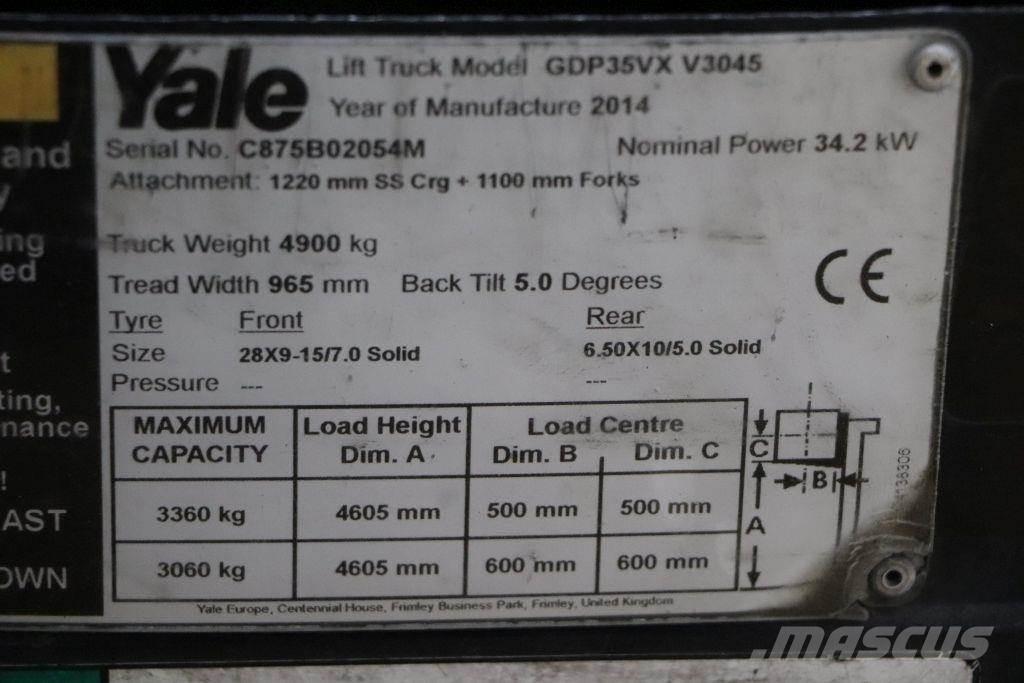 Yale
Lift Truck Model GDP35VX V3045
Year of Manufacture 2014
Serial No. C875B02054M Nominal Power 34.2 kW
Attachment: 1220 mm SS Crg + 1100 mm Forks
Truck Weight 4900 kg
Tread Width 965 mm Back Tilt 5.0 Degrees
CE
Tyre Front Rear
Size 28X9-15/7.0 Solid 6.50X10/5.0 Solid
Pressure --- ---
MAXIMUM CAPACITY Load Height Dim. A Load Centre Dim. B Dim. C
3360 kg 4605 mm 500 mm 500 mm
3060 kg 4605 mm 600 mm 600 mm
C
B
A
Yale Europe, Centennial House, Frimley Business Park, Frimley, United Kingdom
and
y
ing
ed
t
ting,
nance
!
AST
OWN
MASCUS